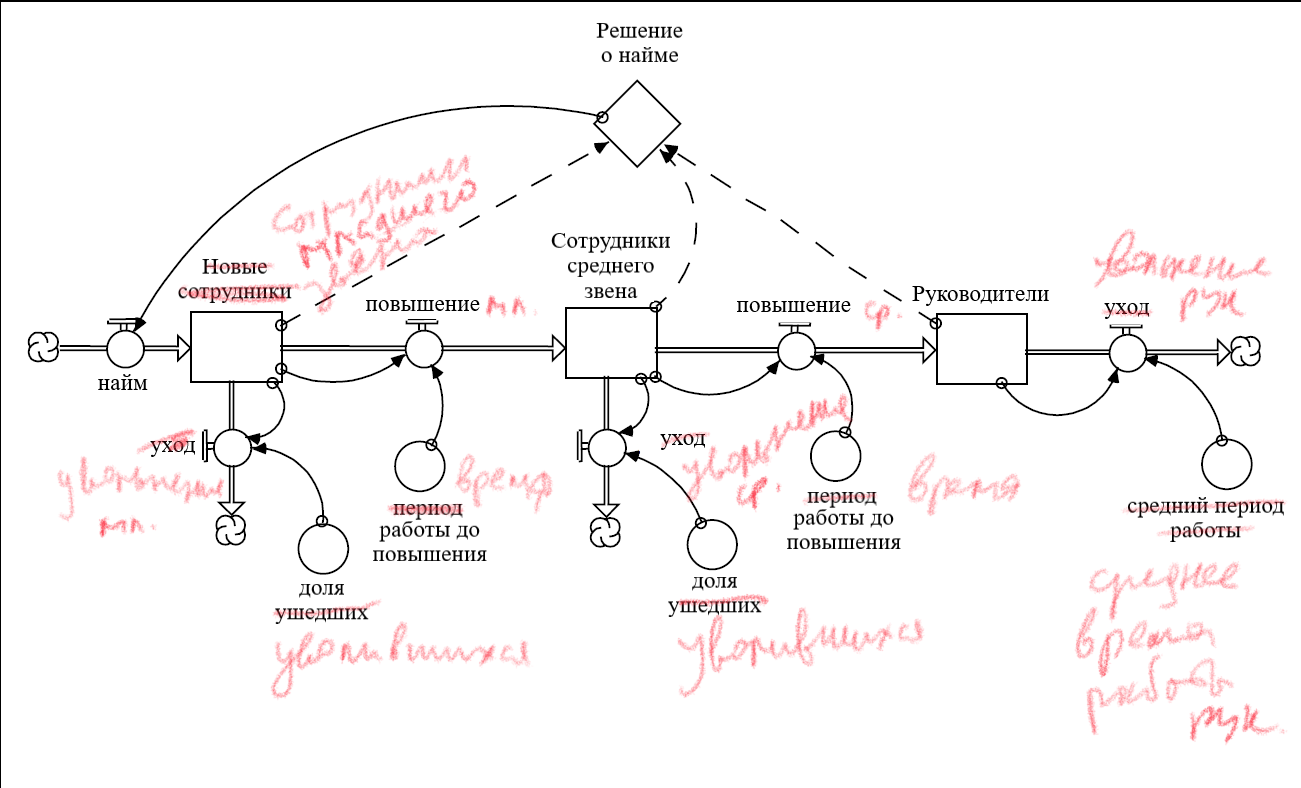 Решение
о найме
Сотрудники
младшего
звена
Новые
сотрудники
повышение мл.
Сотрудники
среднего
звена
повышение ср.
Руководители
увольнение
рук
уход
найм
уход
увольнение
мл.
период время
работы до
повышения
доля
ушедших
уволившихся
уход
увольнения
ср.
период время
работы до
повышения
доля
ушедших
уволившихся
средний период
работы
среднее
время
работы
рук.